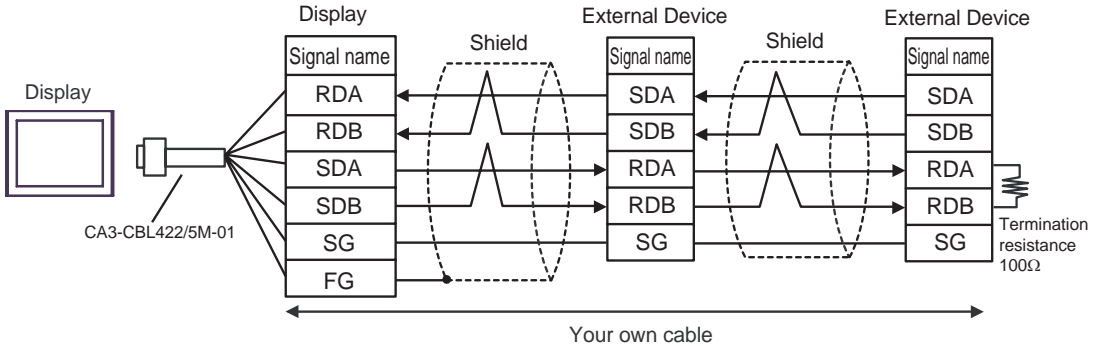 Display
External Device
External Device
Signal name
Shield
Signal name
Shield
Signal name
Display
RDA
SDA
SDA
RDB
SDB
SDB
SDA
RDA
RDA
SDB
RDB
RDB
CA3-CBL422/5M-01
SG
SG
SG
Termination
resistance
100Ω
FG
Your own cable